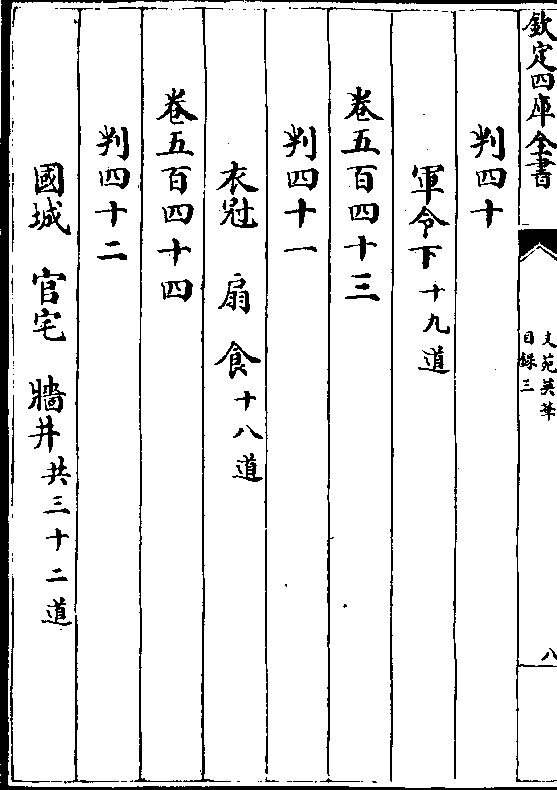 欽定四庫全書
文苑英華
目録三
八
判四十
軍令下十九道
卷五百四十三
判四十一
衣冠 扇 食十八道
卷五百四十四
判四十二
國城 官宅 牆井共三十二道